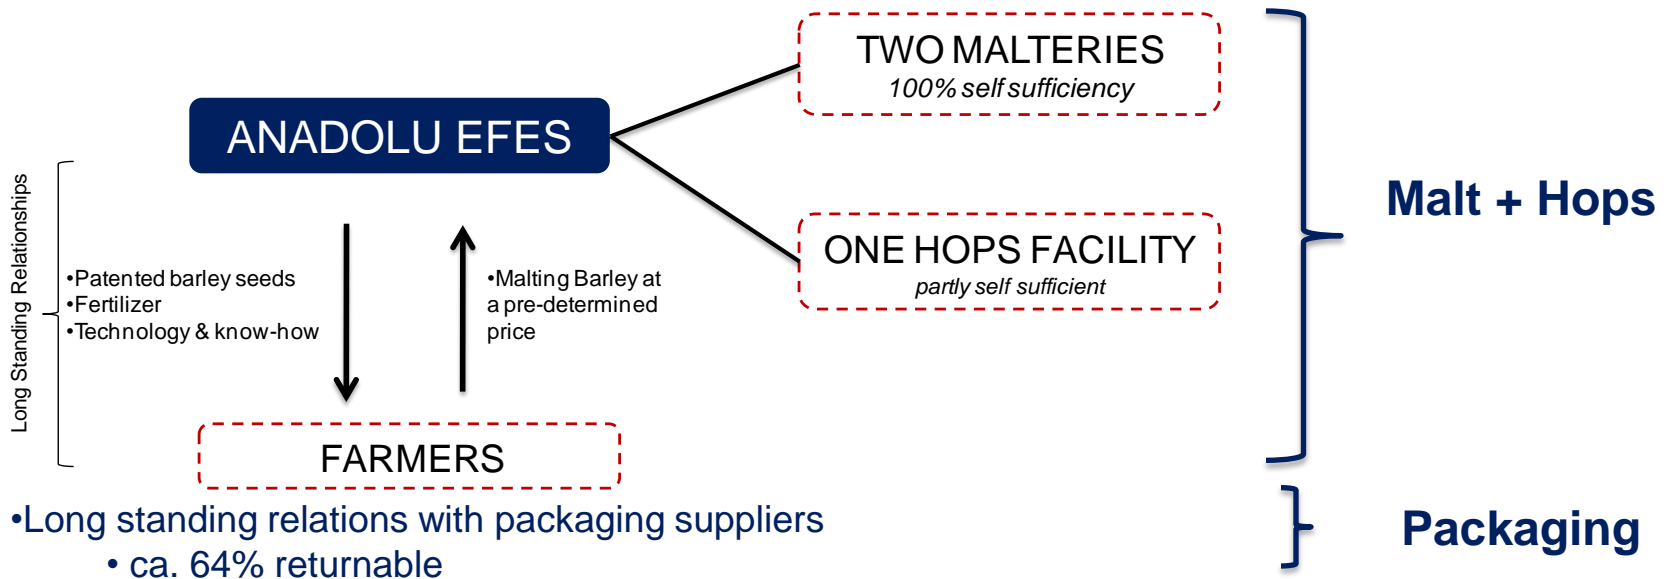 TWO MALTERIES
100% self sufficiency
ANADOLU EFES
Malt + Hops
ONE HOPS FACILITY
partly self sufficient
Long Standing Relationships
•Patented barley seeds
•Fertilizer
•Technology & know-how
•Malting Barley at
a pre-determined
price
FARMERS
•Long standing relations with packaging suppliers
• ca. 64% returnable
Packaging